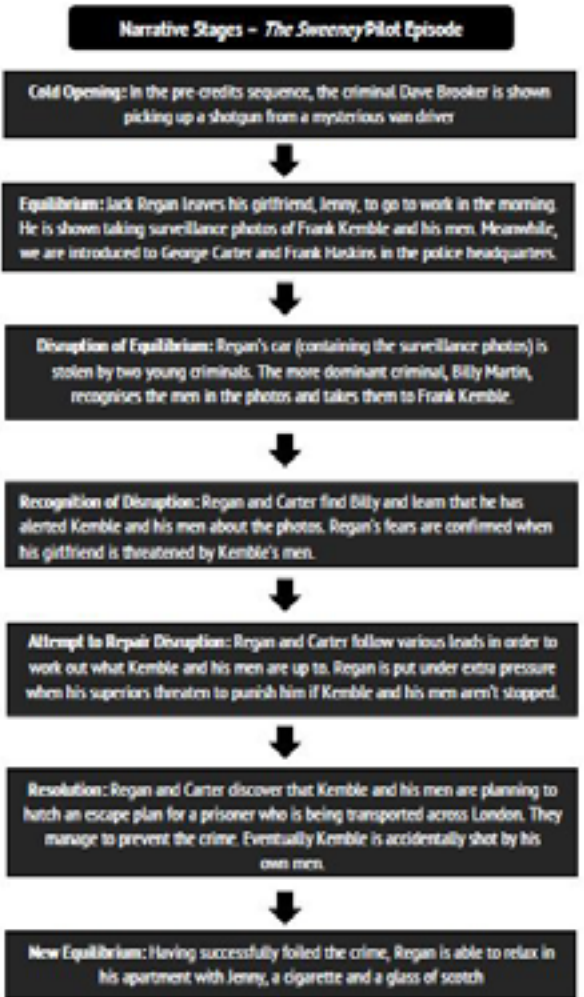 Narrative Stages – The Sweeney Pilot Episode
Cold Opening: In the pre-credits sequence, the criminal Dave Brooker is shown
picking up a shotgun from a mysterious van driver
Equilibrium: Jack Regan leaves his girlfriend, Jenny, to go to work in the morning.
He is shown taking surveillance photos of Frank Kemble and his men. Meanwhile,
we are introduced to George Carter and Frank Haskins in the police headquarters.
Disruption of Equilibrium: Regan's car (containing the surveillance photos) is
stolen by two young criminals. The more dominant criminal, Billy Martin,
recognises the men in the photos and takes them to Frank Kemble.
Recognition of Disruption: Regan and Carter find Billy and learn that he has
alerted Kemble and his men about the photos. Regan's fears are confirmed when
his girlfriend is threatened by Kemble's men.
Attempt to Repair Disruption: Regan and Carter follow various leads in order to
work out what Kemble and his men are up to. Regan is put under extra pressure
when his superiors threaten to punish him if Kemble and his men aren't stopped.
Resolution: Regan and Carter discover that Kemble and his men are planning to
hatch an escape plan for a prisoner who is being transported across London. They
manage to prevent the crime. Eventually Kemble is accidentally shot by his
own men.
New Equilibrium: Having successfully foiled the crime, Regan is able to relax in
his apartment with Jenny, a cigarette and a glass of scotch